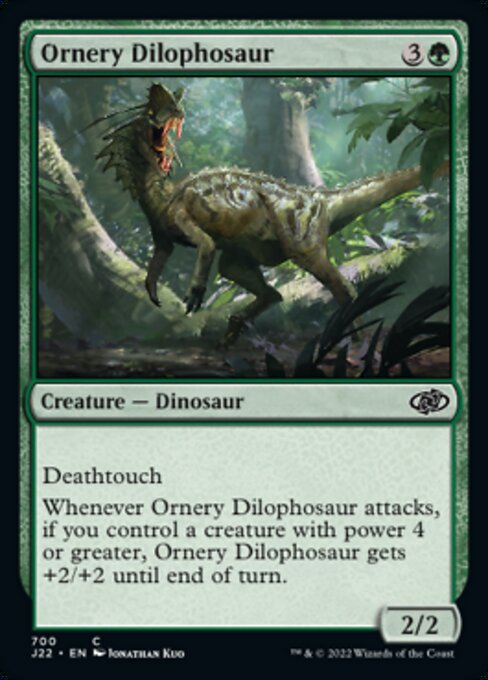 Ornery Dilophosaur 3
Creature — Dinosaur
Deathtouch
Whenever Ornery Dilophosaur attacks,
if you control a creature with power 4
or greater, Ornery Dilophosaur gets
+2/+2 until end of turn.
2/2
700 C
J22 • EN Jonathan Kuo
™ & © 2022 Wizards of the Coast